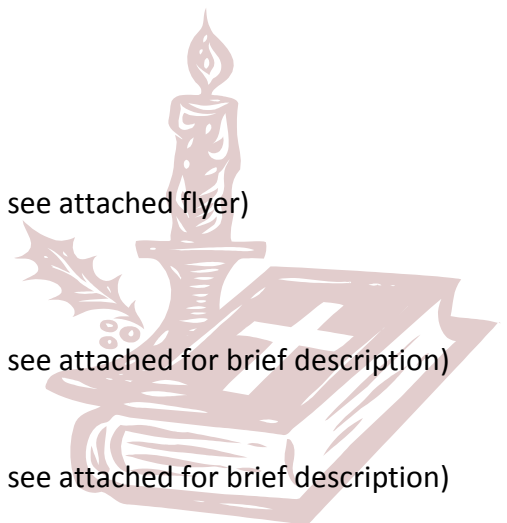 see attached flyer)
see attached for brief description)
see attached for brief description)